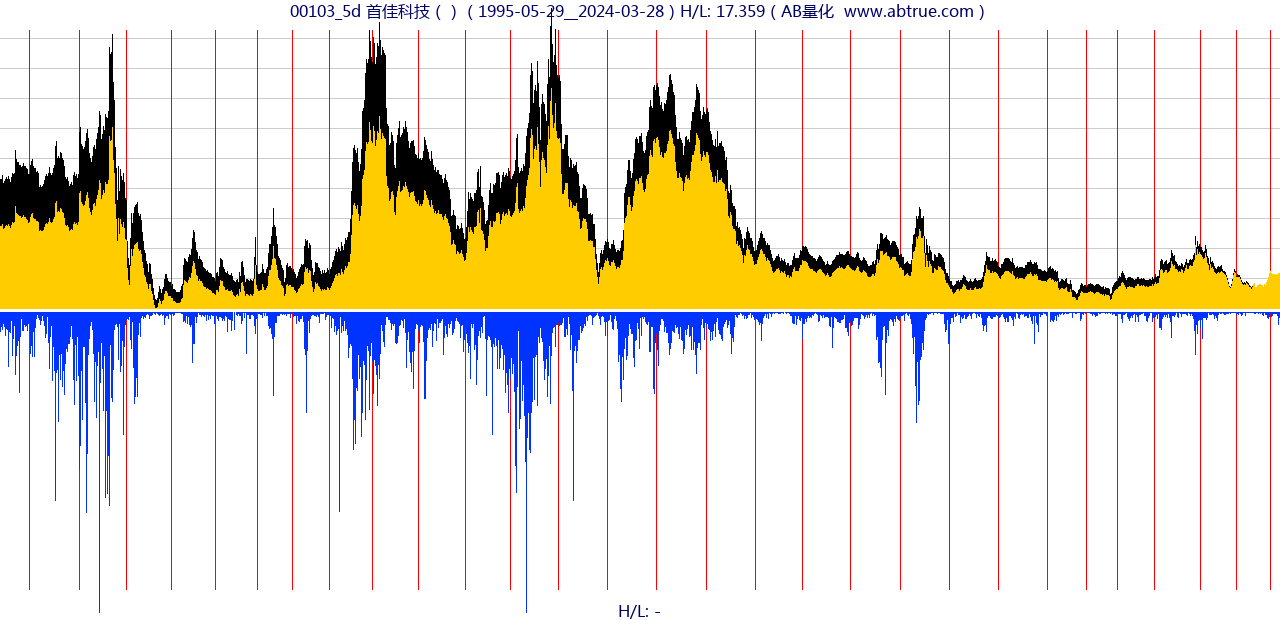 00103_5d 首佳科技（ ）（ 1995-05-29__2024-03-28 ) H/L: 17.359 ( AB量化  www.abtrue.com )
H/L: -